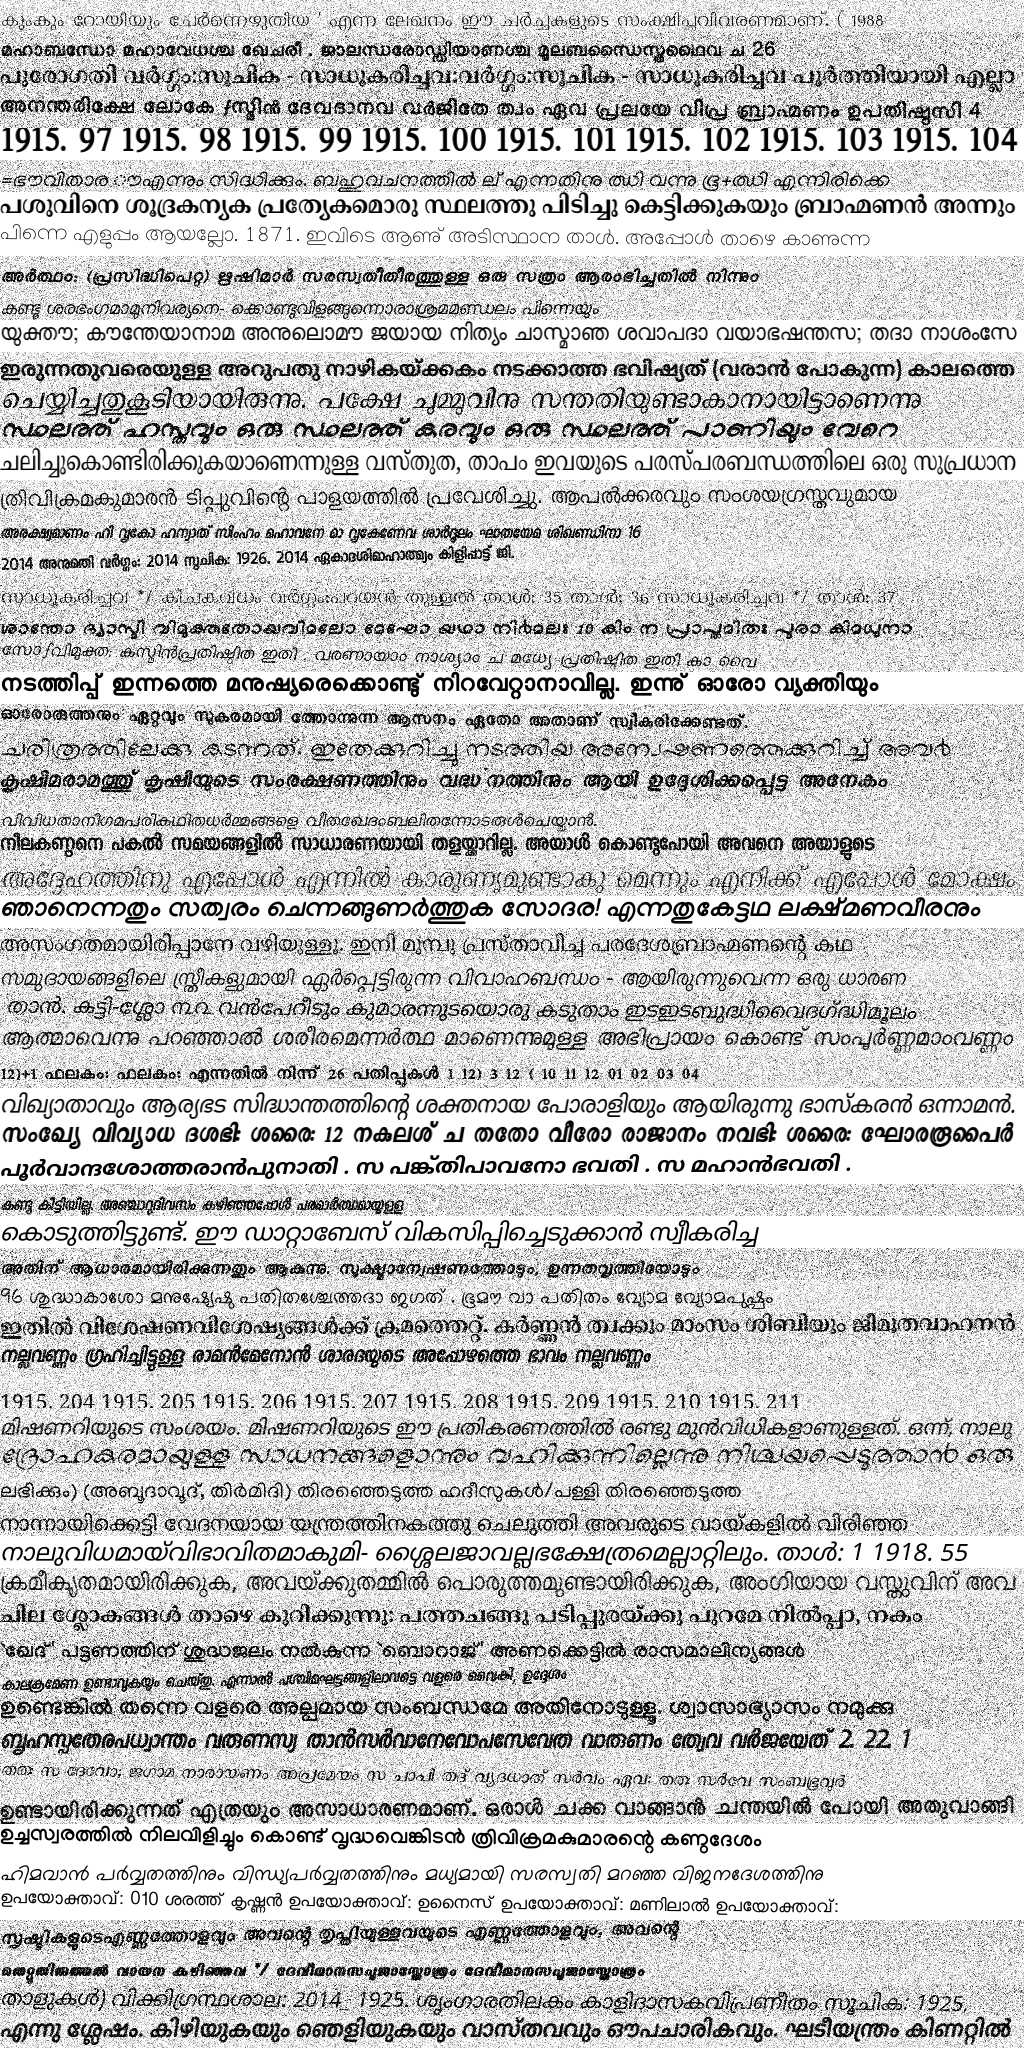 കുംകും റോയിയും ചേർന്നെഴുതിയ ' എന്ന ലേഖനം ഈ ചർച്ചകളുടെ സംക്ഷിപ്തവിവരണമാണ്. ( 1988
മഹാബന്ധോ മഹാവേധശ്ച ഖേചരീ . ജാലന്ധരോഡ്ഡിയാണശ്ച മൂലബന്ധൈസ്തഥൈവ ച 26
പുരോഗതി വർഗ്ഗം:സൂചിക - സാധൂകരിച്ചവ:വർഗ്ഗം:സൂചിക - സാധൂകരിച്ചവ പൂർത്തിയായി എല്ലാ
അനന്തരിക്ഷേ ലോകേ ƒസ്മിൻ ദേവദാനവ വർജിതേ ത്വം ഏവ പ്രലയേ വിപ്ര ബ്രാഹ്മണം ഉപതിഷ്ഠസി 4
1915. 97 1915. 98 1915. 99 1915. 100 1915. 101 1915. 102 1915. 103 1915. 104
=ഭൗവിതാര ൗഎന്നും സിദ്ധിക്കും. ബഹുവചനത്തിൽ ല് എന്നതിനു ഝി വന്നു ഭൂ+ഝി എന്നിരിക്കെ
പശുവിനെ ശൂദ്രകന്യക പ്രത്യേകമൊരു സ്ഥലത്തു പിടിച്ചു കെട്ടിക്കുകയും ബ്രാഹ്മണൻ അന്നും
പിന്നെ എളുപ്പം ആയല്ലോ. 1871. ഇവിടെ ആണു് അടിസ്ഥാന താൾ. അപ്പോൾ താഴെ കാണുന്ന
അർത്ഥം: (പ്രസിദ്ധിപെറ്റ) ഋഷിമാർ സരസ്വതീതീരത്തുള്ള ഒരു സത്രം ആരംഭിച്ചതിൽ നിന്നും
കണ്ടൂ ശരഭംഗമാമുനിവര്യനെ- ക്കൊണ്ടുവിളങ്ങുന്നൊരാശ്രമമണ്ഡലം പിന്നെയും
യുക്തൗ; കൗന്തേയാനാമ അനുലൊമൗ ജയായ നിത്യം ചാസ്മാഞ ശവാപദാ വയാഭഷന്തസ; തദാ നാശംസേ
ഇരുന്നതുവരെയുള്ള അറുപതു നാഴികയ്ക്കകം നടക്കാത്ത ഭവിഷ്യത് (വരാൻ പോകുന്ന) കാലത്തെ
ചെയ്യിച്ചതുകൂടിയായിരുന്നു. പക്ഷേ ചുമ്മുവിനു സന്തതിയുണ്ടാകാനായിട്ടാണെന്നു
സ്ഥലത്ത് ഹസ്തവും ഒരു സ്ഥലത്ത് കരവും ഒരു സ്ഥലത്ത് പാണിയും വേറെ
ചലിച്ചുകൊണ്ടിരിക്കുകയാണെന്നുള്ള വസ്തുത, താപം ഇവയുടെ പരസ്പരബന്ധത്തിലെ ഒരു സുപ്രധാന
ത്രിവിക്രമകുമാരൻ ടിപ്പുവിന്റെ പാളയത്തിൽ പ്രവേശിച്ചു. ആപൽക്കരവും സംശയഗ്രസ്തവുമായ
അരക്ഷ്യമാണം ഹി വൃകോ ഹന്യാത് സിംഹം മഹാവനേ മാ വൃകേണേവ ശാർദൂലം ഘാതയേമ ശിഖണ്ഡിനാ 16
2014 അനുമതി വർഗ്ഗം: 2014 സൂചിക: 1926. 2014 ഏകാദശിമാഹാത്മ്യം കിളിപ്പാട്ട് ജി.
സാധൂകരിച്ചവ */ കീചകവധം വർഗ്ഗം:പറയൻ തുള്ളൽ താൾ: 35 താൾ: 36 സാധൂകരിച്ചവ */ താൾ: 37
ശാന്തോ ദ്യാസ്തി വിമുക്തതോയവിമലോ മേഘോ യഥാ നിർമലഃ 10 കിം ന പ്രാപ്തമിതഃ പുരാ കിമധുനാ
സോƒവിമുക്തഃ കസ്മിൻപ്രതിഷ്ഠിത ഇതി . വരണായാം നാശ്യാം ച മധ്യേ പ്രതിഷ്ഠിത ഇതി കാ വൈ
നടത്തിപ്പ് ഇന്നത്തെ മനുഷ്യരെക്കൊണ്ടു് നിറവേറ്റാനാവില്ല. ഇന്നു് ഓരോ വ്യക്തിയും
ഓരോരുത്തനും ഏറ്റവും സുകരമായി ത്തോന്നുന്ന ആസനം ഏതോ അതാണ് സ്വീകരിക്കേണ്ടത്.
ചരിത്രത്തിലേക്കു കടന്നത്. ഇതേക്കുറിച്ചു നടത്തിയ അന്വേഷണത്തെക്കുറിച്ച് അവർ
കൃഷിമരാമത്തു് കൃഷിയുടെ സംരക്ഷണത്തിനും വദ്ധനത്തിനും ആയി ഉദ്ദേശിക്കപ്പെട്ട അനേകം
വിവിധതാനിഗമപരികഥിതധർമ്മങ്ങളെ വീതഖേദംബലിതന്നോടരുൾചെയ്താൻ.
നീലകണ്ഠനെ പകൽ സമയങ്ങളിൽ സാധാരണയായി തളയ്ക്കാറില്ല. അയാൾ കൊണ്ടുപോയി അവനെ അയാളുടെ
അദ്ദേഹത്തിനു എപ്പോൾ എന്നിൽ കാരുണ്യമുണ്ടാകു മെന്നും എനിക്ക് എപ്പോൾ മോക്ഷം
ഞാനെന്നതും സത്വരം ചെന്നങ്ങുണർത്തുക സോദര! എന്നതുകേട്ടഥ ലക്ഷ്മണവീരനും
അസംഗതമായിരിപ്പാനേ വഴിയുള്ളു. ഇനി മുമ്പു പ്രസ്താവിച്ച പരദേശബ്രാഹ്മണന്റെ കഥ
സമുദായങ്ങളിലെ സ്ത്രീകളുമായി ഏർപ്പെട്ടിരുന്ന വിവാഹബന്ധം - ആയിരുന്നുവെന്ന ഒരു ധാരണ
താൻ. കുട്ടി-ശ്ലോ ൩൨ വൻപേറീടും കുമാരന്നുടയൊരു കടുതാം ഇടഇടബുദ്ധിവൈദഗ്ദ്ധിമൂലം
ആത്മാവെന്നു പറഞ്ഞാൽ ശരീരമെന്നർത്ഥ മാണെന്നുമുള്ള അഭിപ്രായം കൊണ്ട് സംപൂർണ്ണമാംവണ്ണം
12)+1 ഫലകം: ഫലകം: എന്നതിൽ നിന്ന് 26 പതിപ്പുകൾ 1 12) 3 12 ( 10 11 12 01 02 03 04
വിഖ്യാതാവും ആര്യഭട സിദ്ധാന്തത്തിന്റെ ശക്തനായ പോരാളിയും ആയിരുന്നു ഭാസ്കരൻ ഒന്നാമൻ.
സംഖ്യേ വിവ്യാധ ദശഭിഃ ശരൈഃ 12 നകുലശ് ച തതോ വീരോ രാജാനം നവഭിഃ ശരൈഃ ഘോരരൂപൈർ
പൂർവാന്ദശോത്തരാൻപുനാതി . സ പങ്ക്തിപാവനോ ഭവതി . സ മഹാൻഭവതി .
കണ്ടു കിട്ടിയില്ല. അഞ്ചാറുദിവസം കഴിഞ്ഞപ്പോൾ പരമാർത്ഥമായുള്ള
കൊടുത്തിട്ടുണ്ട്. ഈ ഡാറ്റാബേസ് വികസിപ്പിച്ചെടുക്കാൻ സ്വീകരിച്ച
അതിന് ആധാരമായിരിക്കുന്നതും ആകുന്നു. സൂക്ഷ്മാന്വേഷണത്തോടും, ഉന്നതവൃത്തിയോടും
96 ശുദ്ധാകാശോ മനുഷ്യേഷു പതിതശ്ചേത്തദാ ജഗത് . ഭൂമൗ വാ പതിതം വ്യോമ വ്യോമപുഷ്പം
ഇതിൽ വിശേഷണവിശേഷ്യങ്ങൾക്ക് ക്രമത്തെറ്റ്. കർണ്ണൻ ത്വക്കും മാംസം ശിബിയും ജീമൂതവാഹനൻ
നല്ലവണ്ണം ഗ്രഹിച്ചിട്ടുള്ള രാമൻമേനോൻ ശാരദയുടെ അപ്പോഴത്തെ ഭാവം നല്ലവണ്ണം
1915. 204 1915. 205 1915. 206 1915. 207 1915. 208 1915. 209 1915. 210 1915. 211
മിഷണറിയുടെ സംശയം. മിഷണറിയുടെ ഈ പ്രതികരണത്തിൽ രണ്ടു മുൻവിധികളാണുള്ളത്. ഒന്ന്, നാലു
ദ്രോഹകരമായുള്ള സാധനങ്ങളൊന്നും വഹിക്കുന്നില്ലെന്നു നിശ്ചയപ്പെടുത്താൻ ഒരു
ലഭിക്കും) (അബൂദാവൂദ്, തിർമിദി) തിരഞ്ഞെടുത്ത ഹദീസുകൾ/പള്ളി തിരഞ്ഞെടുത്ത
നാന്നായിക്കെട്ടി വേദനയായ യന്ത്രത്തിനകത്തു ചെലുത്തി അവരുടെ വായ്കളിൽ വിരിഞ്ഞ
നാലുവിധമായ്‌വിഭാവിതമാകുമി- ശ്ശൈലജാവല്ലഭക്ഷേത്രമെല്ലാറ്റിലും. താൾ: 1 1918. 55
ക്രമീകൃതമായിരിക്കുക, അവയ്ക്കുതമ്മിൽ പൊരുത്തമുണ്ടായിരിക്കുക, അംഗിയായ വസ്തുവിന് അവ
ചില ശ്ലോകങ്ങൾ താഴെ കുറിക്കുന്നു: പത്തചങ്ങു പടിപ്പുരയ്ക്കു പുറമേ നിൽപ്പാ, നകം
`ഖേദ്' പട്ടണത്തിന് ശുദ്ധജലം നൽകുന്ന `ബൊറാജ്' അണക്കെട്ടിൽ രാസമാലിന്യങ്ങൾ
കാലക്രമേണ ഉണ്ടാവുകയും ചെയ്തു. എന്നാൽ പശ്ചിമഘട്ടങ്ങളിലാവട്ടെ വളരെ വൈകി, ഉദ്ദേശം
ഉണ്ടെങ്കിൽ തന്നെ വളരെ അല്പമായ സംബന്ധമേ അതിനോടുള്ളൂ. ശ്വാസാഭ്യാസം നമുക്കു
ബൃഹസ്പതേരപധ്വാന്തം വരുണസ്യ താൻസർവാനേവോപസേവേത വാരുണം ത്വേവ വർജയേത് 2. 22. 1
തതഃ സ ദേവോ; ജഗാമ നാരായണം അപ്രമേയം സ ചാപി തദ് വ്യദധാത് സർവം ഏവഃ തതഃ സർവേ സംബഭൂവുർ
ഉണ്ടായിരിക്കുന്നത് എത്രയും അസാധാരണമാണ്. ഒരാൾ ചക്ക വാങ്ങാൻ ചന്തയിൽ പോയി അതുവാങ്ങി
ഉച്ചസ്വരത്തിൽ നിലവിളിച്ചും കൊണ്ട് വൃദ്ധവെങ്കിടൻ ത്രിവിക്രമകുമാരന്റെ കണ്ഠദേശം
ഹിമവാൻ പർവ്വതത്തിനും വിന്ധ്യപർവ്വതത്തിനും മധ്യമായി സരസ്വതി മറഞ്ഞ വിജനദേശത്തിനു
ഉപയോക്താവ്: 010 ശരത്ത് കൃഷ്ണൻ ഉപയോക്താവ്: ഉനൈസ് ഉപയോക്താവ്: മണിലാൽ ഉപയോക്താവ്:
സൃഷ്ടികളുടെഎണ്ണത്തോളവും അവന്റെ തൃപ്തിയുള്ളവയുടെ എണ്ണത്തോളവും, അവന്റെ
തെറ്റുതിരുത്തൽ വായന കഴിഞ്ഞവ */ ദേവീമാനസപൂജാസ്തോത്രം ദേവീമാനസപൂജാസ്തോത്രം
താളുകൾ) വിക്കിഗ്രന്ഥശാല: 2014_ 1925. ശൃംഗാരതിലകം കാളിദാസകവിപ്രണീതം സൂചിക: 1925,
എന്നു ശ്ലേഷം. കിഴിയുകയും ഞെളിയുകയും വാസ്തവവും ഔപചാരികവും. ഘടീയന്ത്രം കിണറ്റിൽ